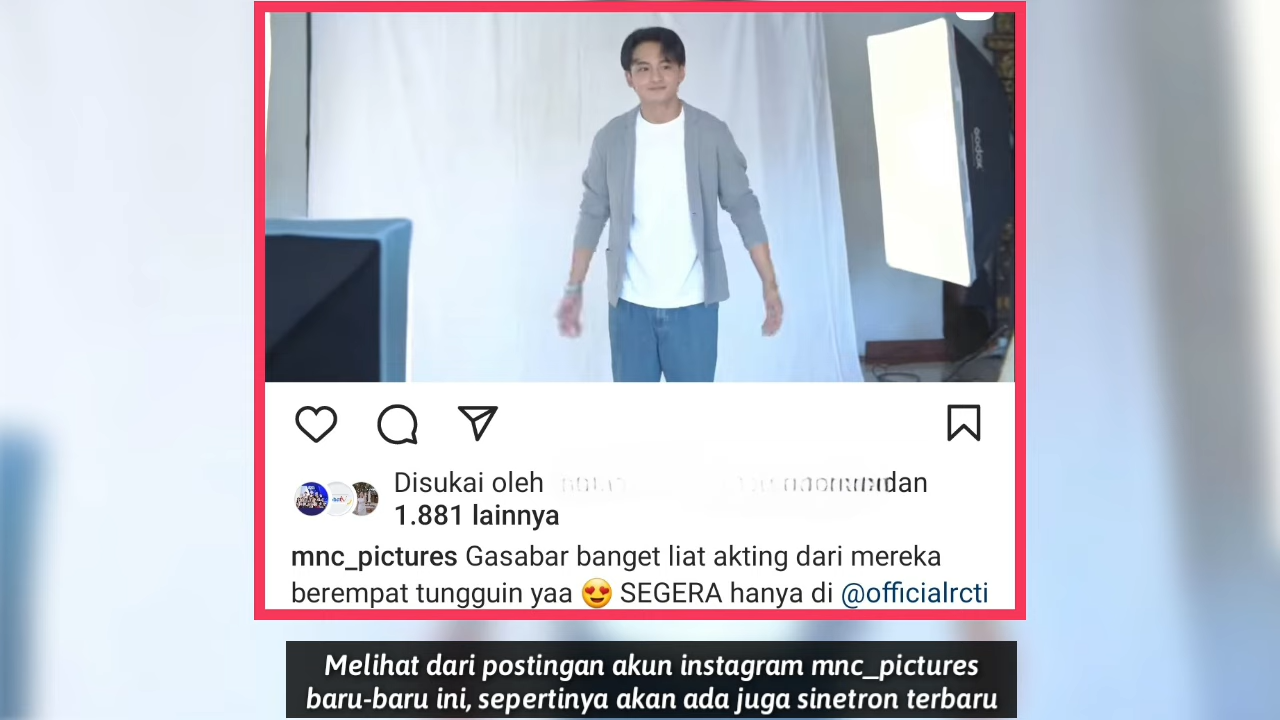 Godox
Disukai oleh dan
1.881 lainnya
mnc_pictures Gasabar banget liat akting dari mereka
berempat tungguin yaa 😍 SEGERA hanya di @officialrcti
Melihat dari postingan akun instagram mnc_pictures
baru-baru ini, sepertinya akan ada juga sinetron terbaru